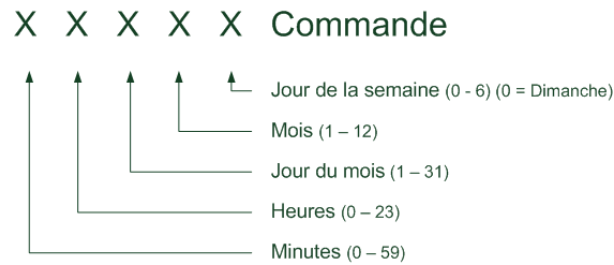 X X X X X Commande
Jour de la semaine (0 - 6) (0 = Dimanche)
Mois (1 – 12)
Jour du mois (1 – 31)
Heures (0 – 23)
Minutes (0 – 59)